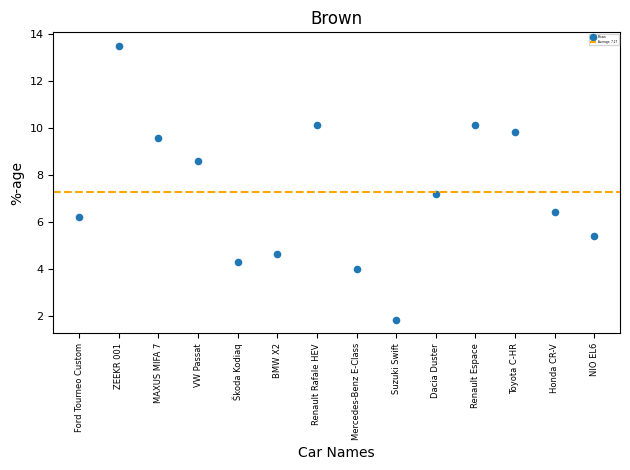 Brown
14
12
10
8
6
4
2
%-age
Ford Tourneo Custom
ZEEKR 001
MAXUS MIFA 7
VW Passat
Škoda Kodiaq
BMW X2
Renault Rafale HEV
Mercedes-Benz E-Class
Suzuki Swift
Dacia Duster
Renault Espace
Toyota C-HR
Honda CR-V
NIO EL6
Car Names